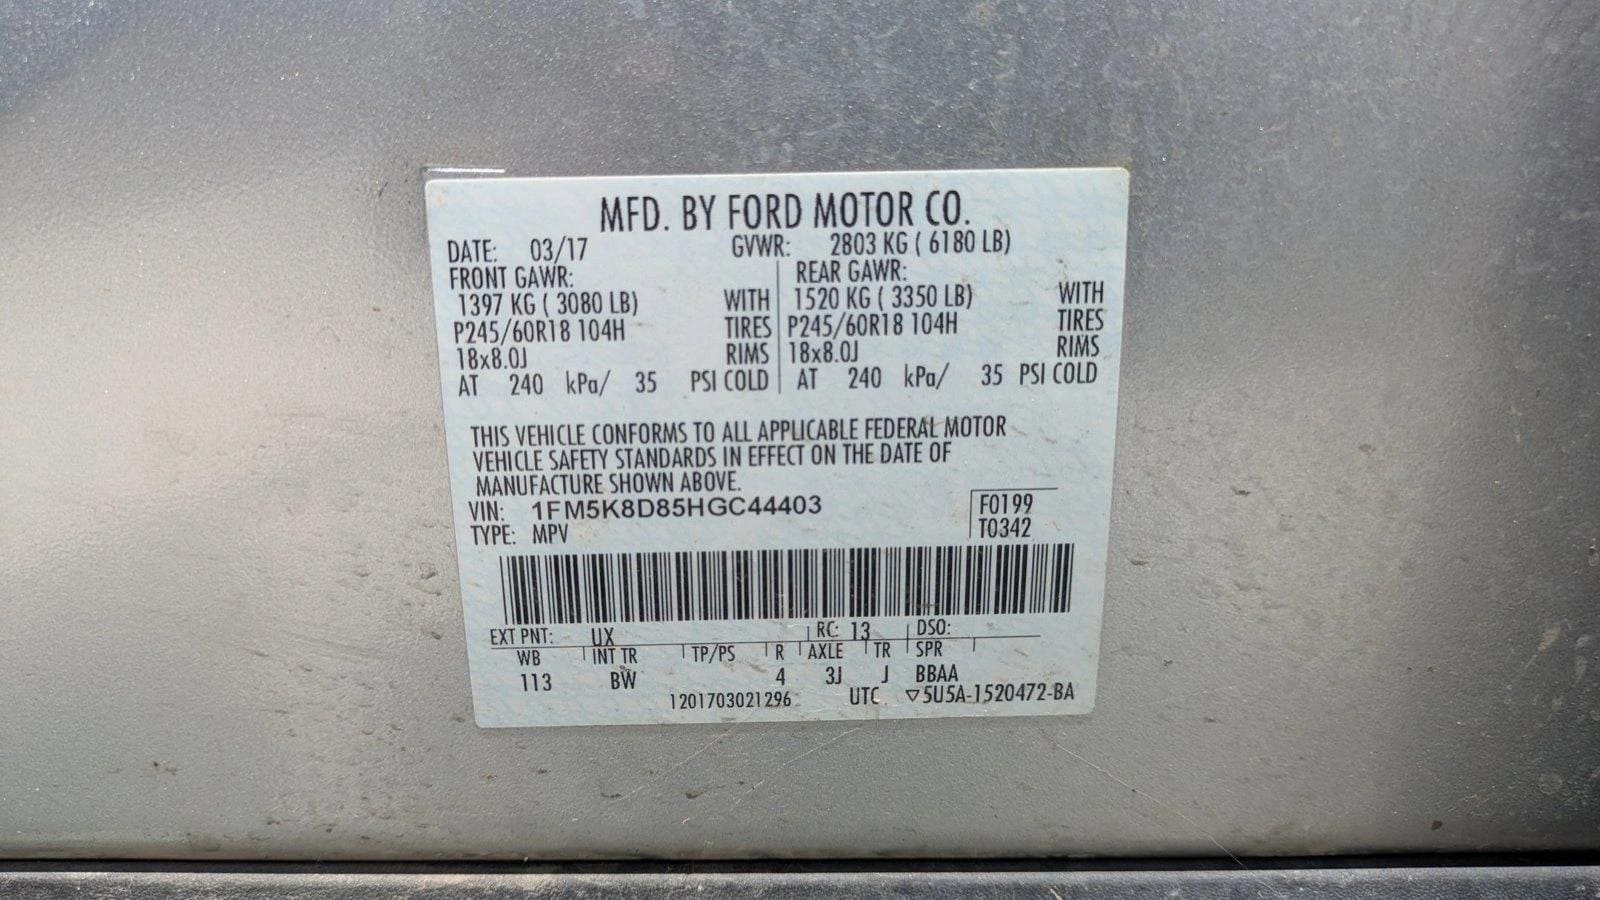 MFD. BY FORD MOTOR CO.
DATE: 03/17 GVWR: 2803 KG ( 6180 LB)
FRONT GAWR: REAR GAWR:
1397 KG ( 3080 LB) WITH 1520 KG ( 3350 LB) WITH
P245/60R18 104H TIRES P245/60R18 104H TIRES
18x8.0J RIMS 18x8.0J RIMS
AT 240 kPa/ 35 PSI COLD AT 240 kPa/ 35 PSI COLD
THIS VEHICLE CONFORMS TO ALL APPLICABLE FEDERAL MOTOR
VEHICLE SAFETY STANDARDS IN EFFECT ON THE DATE OF
MANUFACTURE SHOWN ABOVE.
VIN: 1FM5K8D85HGC44403 F0199
TYPE: MPV T0342
EXT PNT: UX RC: 13 DSO:
WB INT TR TP/PS R AXLE TR SPR
113 BW 4 3J J BBAA
1201703021296 UTC ▽5U5A-1520472-BA